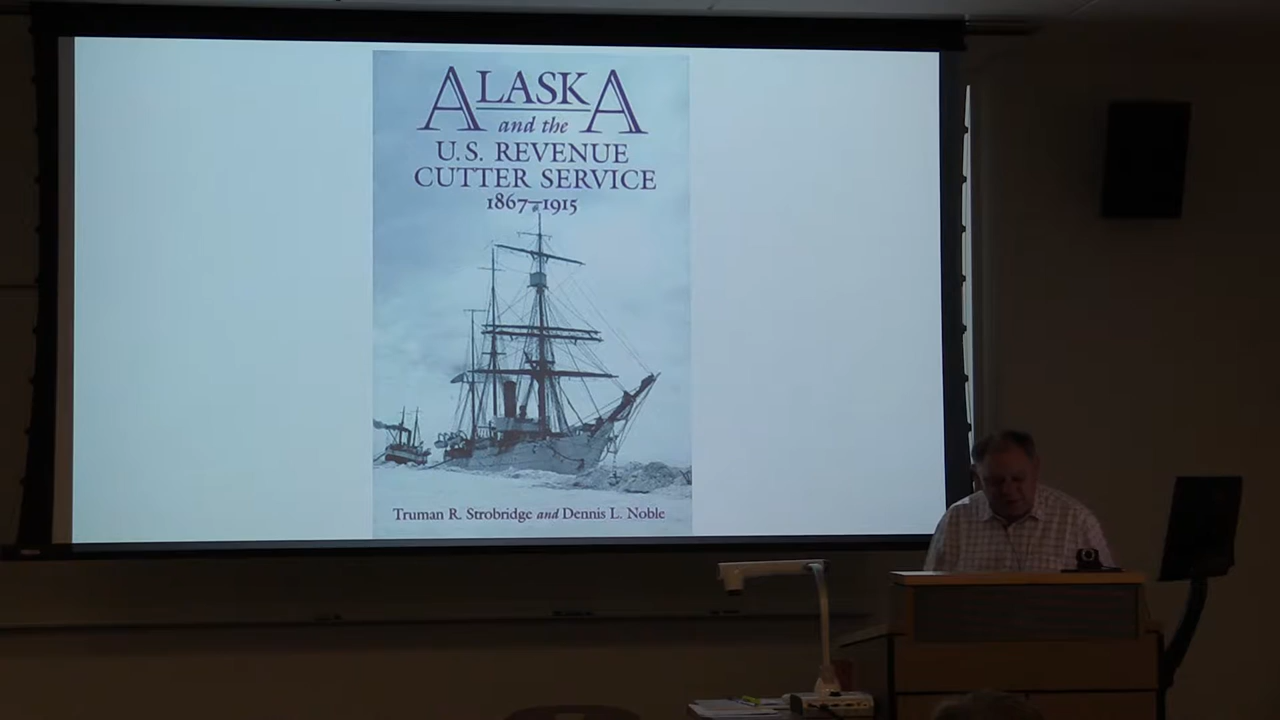 ALASKA
and the
U.S. REVENUE
CUTTER SERVICE
1867–1915
Truman R. Strobridge and Dennis L. Noble